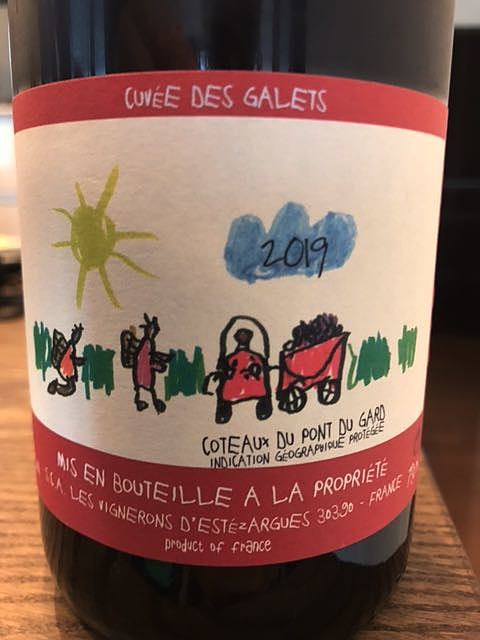 CUVÉE DES GALETS
2019
COTEAUX DU PONT DU GARD
INDICATION GÉOGRAPHIQUE PROTÉGÉE
MIS EN BOUTEILLE A LA PROPRIÉTÉ
S.C.A. LES VIGNERONS D'ESTÉZARGUES 30390 - FRANCE
product of france